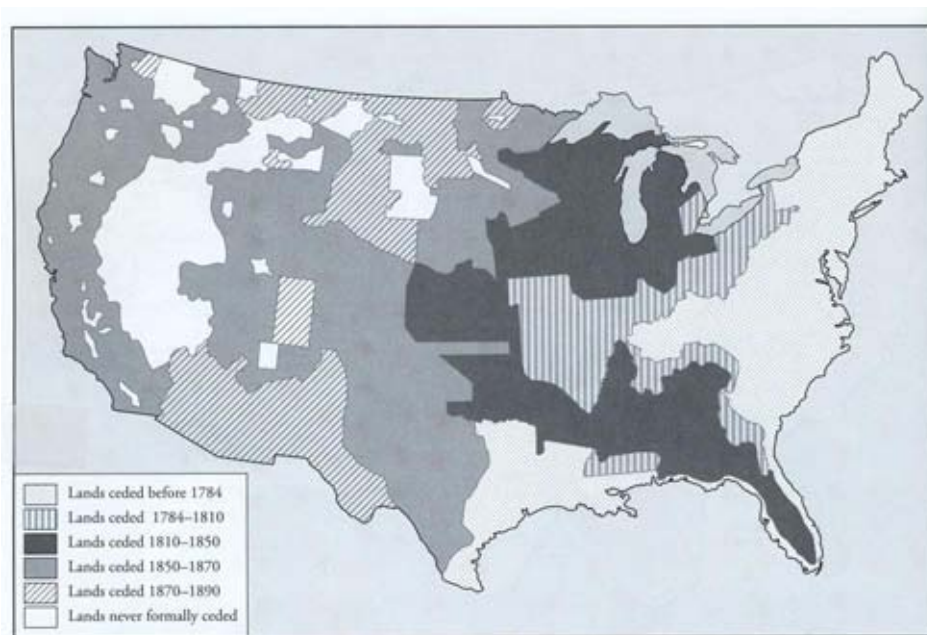 Lands ceded before 1784
Lands ceded 1784–1810
Lands ceded 1810–1850
Lands ceded 1850–1870
Lands ceded 1870–1890
Lands never formally ceded